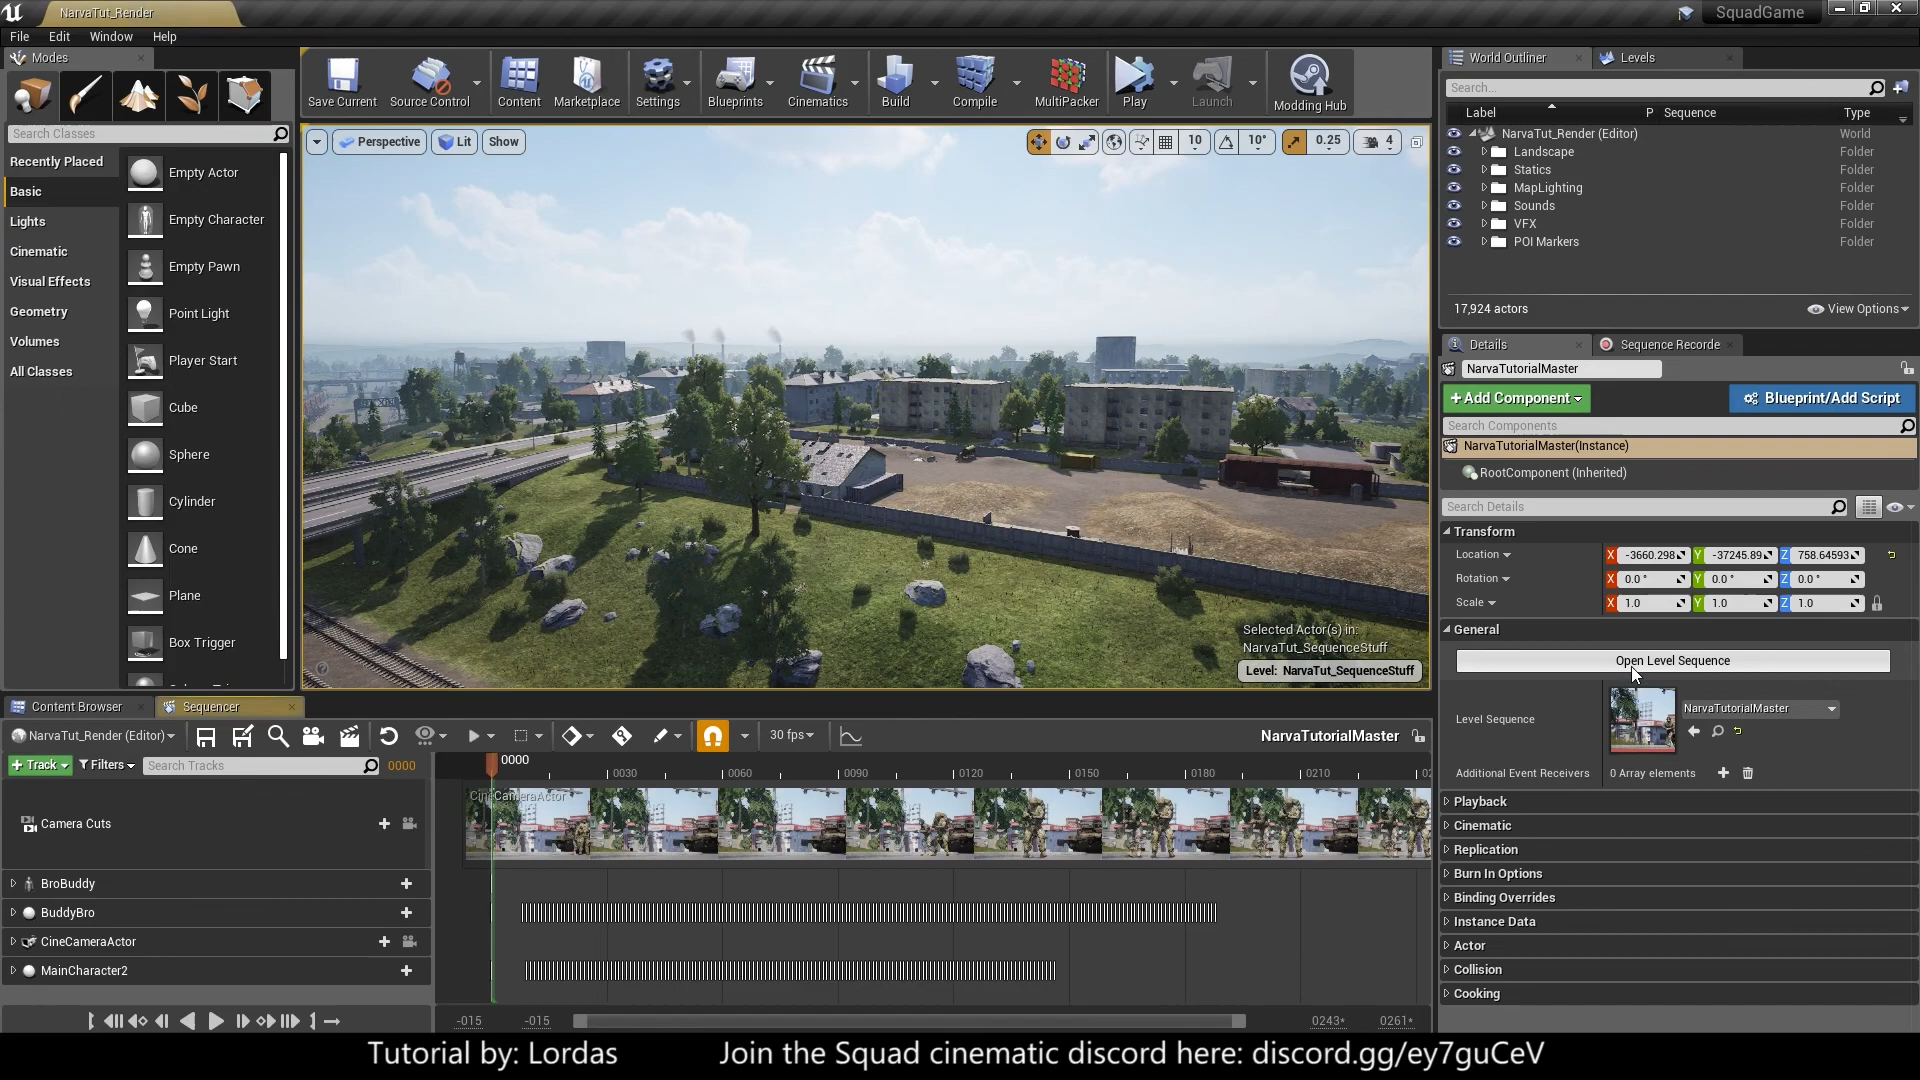 NarvaTut_Render
SquadGame
File Edit Window Help
Modes
Search Classes
Recently Placed
Basic
Lights
Cinematic
Visual Effects
Geometry
Volumes
All Classes
Empty Actor
Empty Character
Empty Pawn
Point Light
Player Start
Cube
Sphere
Cylinder
Cone
Plane
Box Trigger
Save Current
Source Control
Content
Marketplace
Settings
Blueprints
Cinematics
Build
Compile
MultiPacker
Play
Launch
Modding Hub
Perspective Lit Show
10 10° 0.25 4
Selected Actor(s) in:
NarvaTut_SequenceStuff
Level: NarvaTut_SequenceStuff
World Outliner Levels
Search...
Label P Sequence Type
NarvaTut_Render (Editor) World
Landscape Folder
Statics Folder
MapLighting Folder
Sounds Folder
VFX Folder
POI Markers Folder
17,924 actors View Options
Details Sequence Recorde
NarvaTutorialMaster
+Add Component Blueprint/Add Script
Search Components
NarvaTutorialMaster(Instance)
RootComponent (Inherited)
Search Details
Transform
Location X -3660.298 Y -37245.89 Z 758.64593
Rotation X 0.0 ° Y 0.0 ° Z 0.0 °
Scale X 1.0 Y 1.0 Z 1.0
General
Open Level Sequence
Level Sequence NarvaTutorialMaster
Additional Event Receivers 0 Array elements
Playback
Cinematic
Replication
Burn In Options
Binding Overrides
Instance Data
Actor
Collision
Cooking
Content Browser Sequencer
NarvaTut_Render (Editor) 30 fps NarvaTutorialMaster
+ Track Filters Search Tracks 0000
0000
0030 0060 0090 0120 0150 0180 0210 02
CineCameraActor
Camera Cuts
BroBuddy
BuddyBro
CineCameraActor
MainCharacter2
-015 -015 0243* 0261*
Tutorial by: Lordas Join the Squad cinematic discord here: discord.gg/ey7guCeV